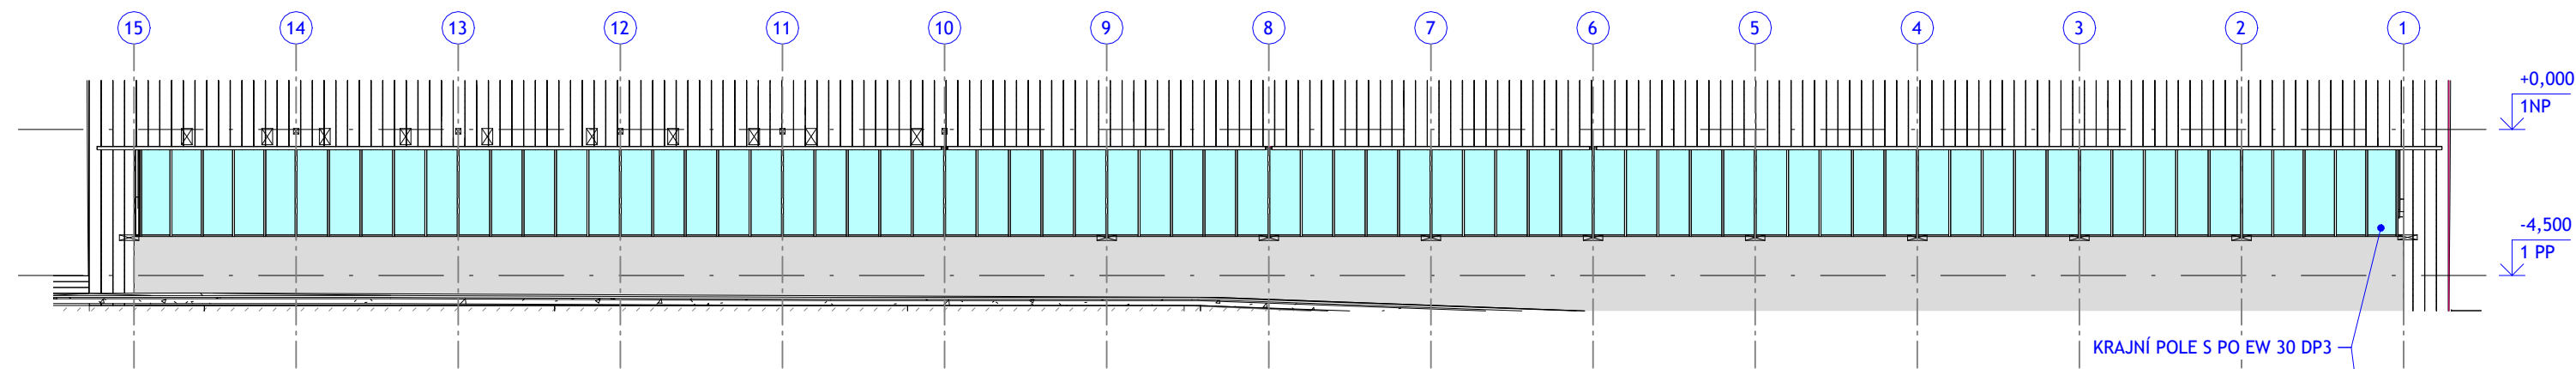 15 14 13 12 11 10 9 8 7 6 5 4 3 2 1
+0,000
1NP
-4,500
1 PP
KRAJNÍ POLE S PO EW 30 DP3